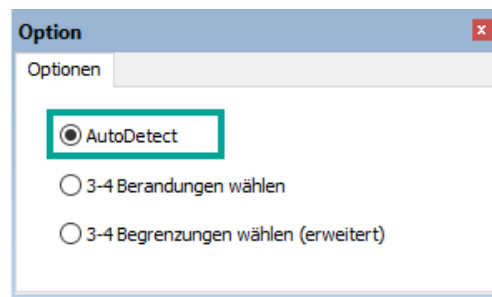 Option
Optionen
AutoDetect
3-4 Berandungen wählen
3-4 Begrenzungen wählen (erweitert)